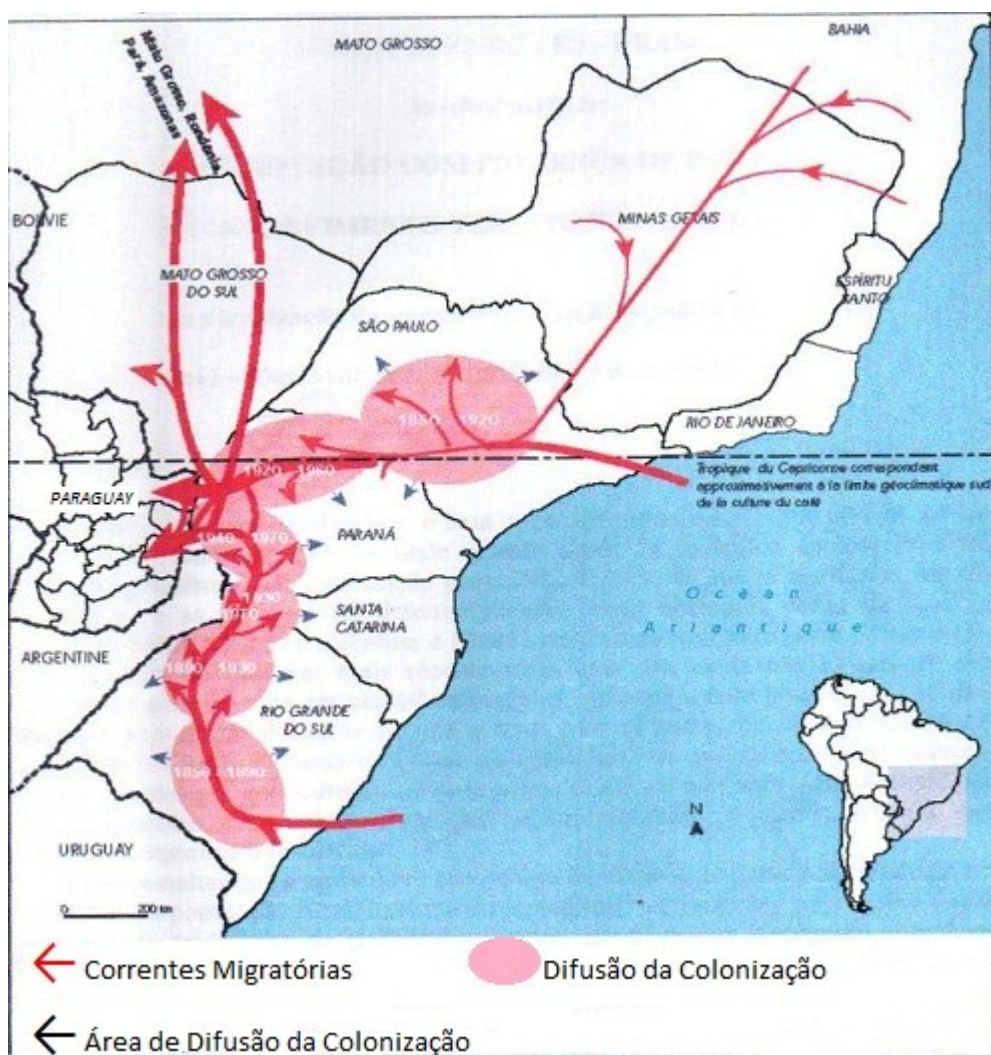 MATO GROSSO
BAHIA
Mato Grosso, Rondonia,
Para, Amazonas
BOLIVIE
MINAS GERAIS
MATO GROSSO
DO SUL
ESPÍRITU
SANTO
SÃO PAULO
1850 - 1920
RIO DE JANEIRO
1920 - 1960
Tropique du Capricorne correspondent
approximativement à la limite géoclimatique sud
de la culture du café
PARAGUAY
PARANÁ
1940 - 1970
1930
1970
SANTA
CATARINA
Océan
Atlantique
ARGENTINE
1890 - 1930
RIO GRANDE
DO SUL
1850 - 1890
N
URUGUAY
0 200 km
Correntes Migratórias
Difusão da Colonização
Área de Difusão da Colonização